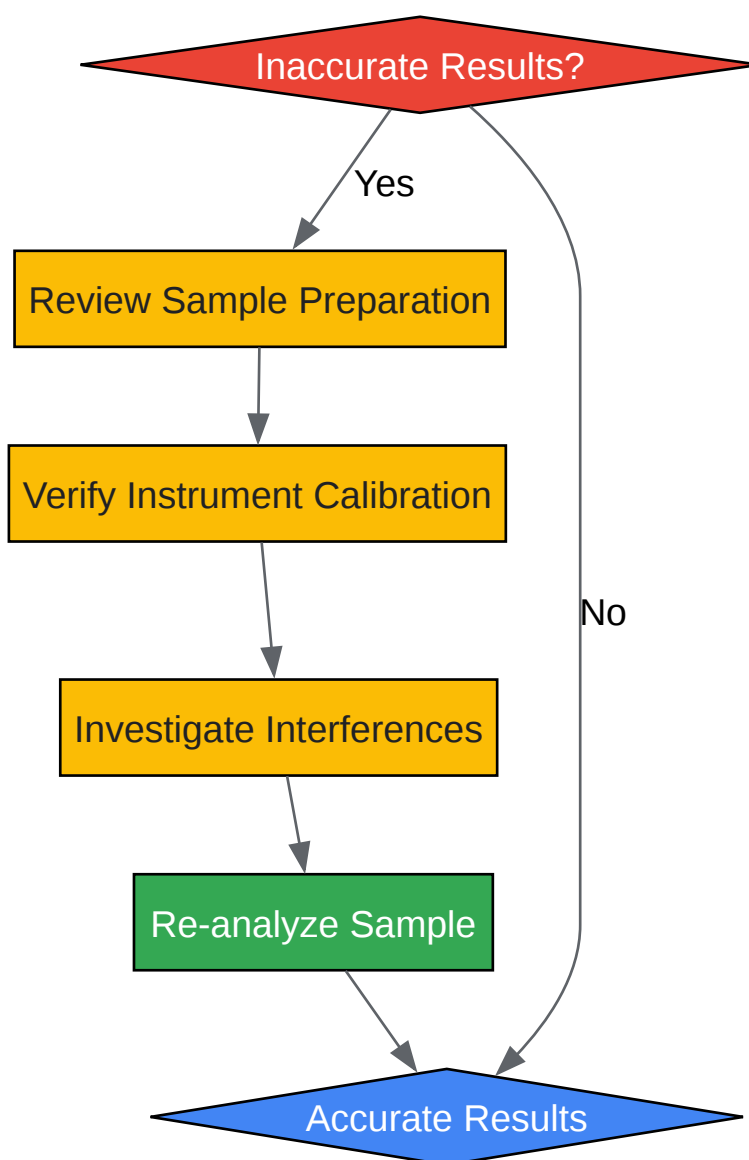 Inaccurate Results?
Yes
Review Sample Preparation
Verify Instrument Calibration
No
Investigate Interferences
Re-analyze Sample
Accurate Results